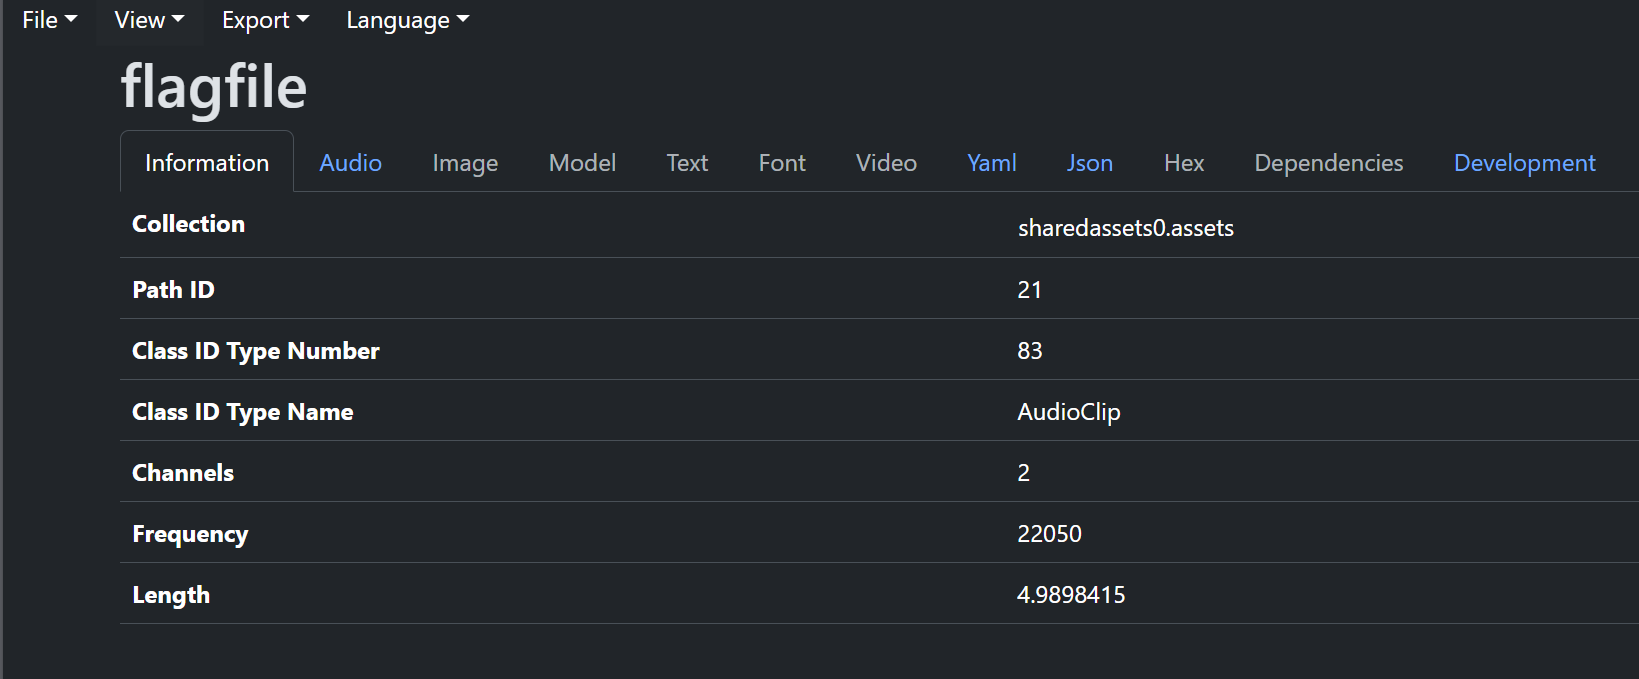 File View Export Language
flagfile
Information Audio Image Model Text Font Video Yaml Json Hex Dependencies Development
Collection sharedassets0.assets
Path ID 21
Class ID Type Number 83
Class ID Type Name AudioClip
Channels 2
Frequency 22050
Length 4.9898415